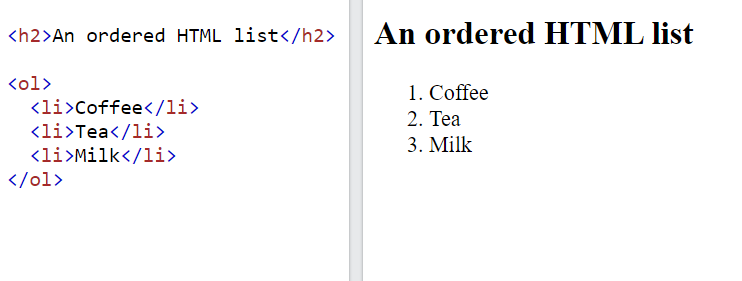 <h2>An ordered HTML list</h2>
<ol>
  <li>Coffee</li>
  <li>Tea</li>
  <li>Milk</li>
</ol>
An ordered HTML list
1. Coffee
2. Tea
3. Milk